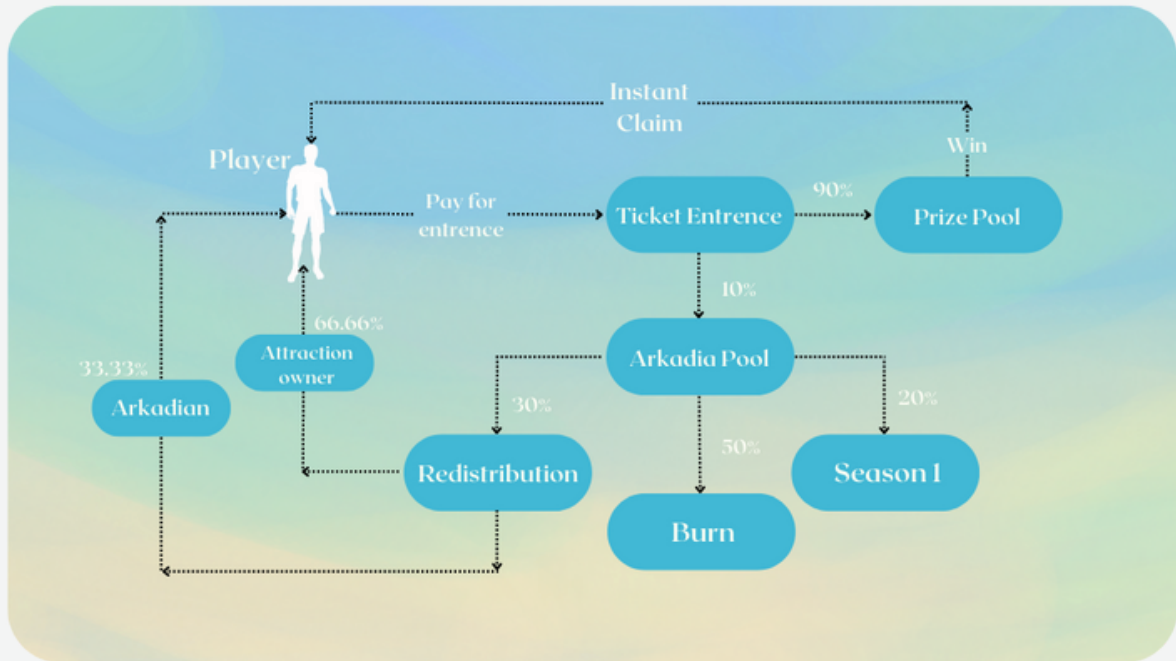 Instant
Claim
Win
Player
Pay for
entrence
Ticket Entrence
90%
Prize Pool
10%
66.66%
Attraction
owner
33.33%
Arkadian
Arkadia Pool
30%
50%
20%
Redistribution
Season 1
Burn